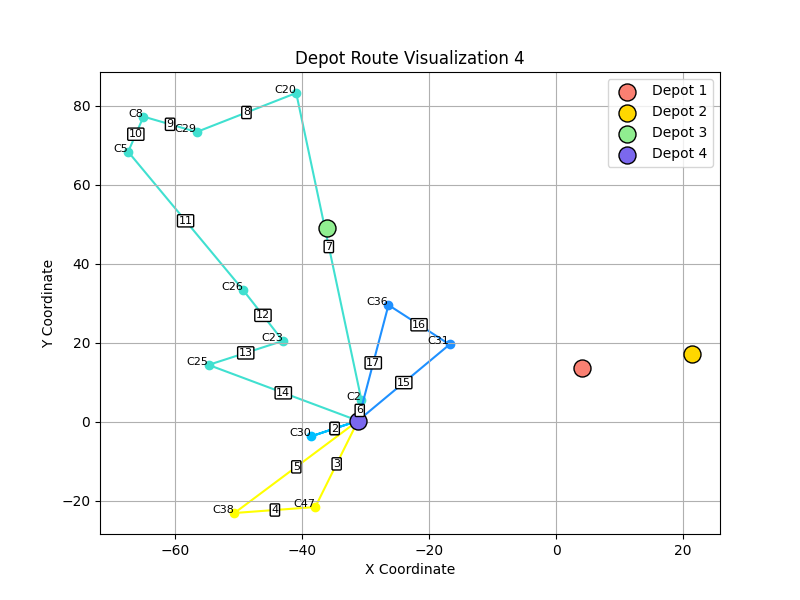 Depot Route Visualization 4
Depot 1
Depot 2
Depot 3
Depot 4
Y Coordinate
80
60
40
20
0
−20
−60
−40
−20
0
20
X Coordinate
C20
C8
C29
C5
C26
C23
C25
C2
C36
C31
C30
C38
C47
8
9
10
7
11
12
13
14
16
17
15
6
2
5
3
4